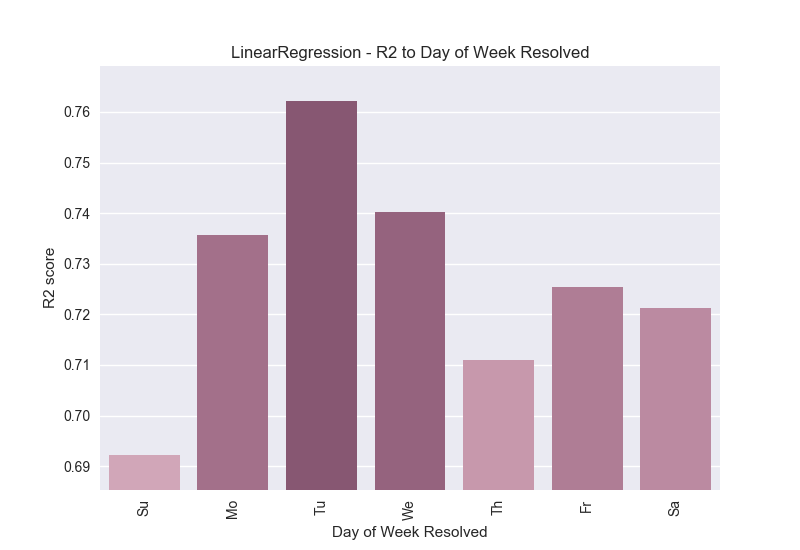 LinearRegression - R2 to Day of Week Resolved
0.76
0.75
0.74
0.73
0.72
0.71
0.70
0.69
R2 score
Su Mo Tu We Th Fr Sa
Day of Week Resolved